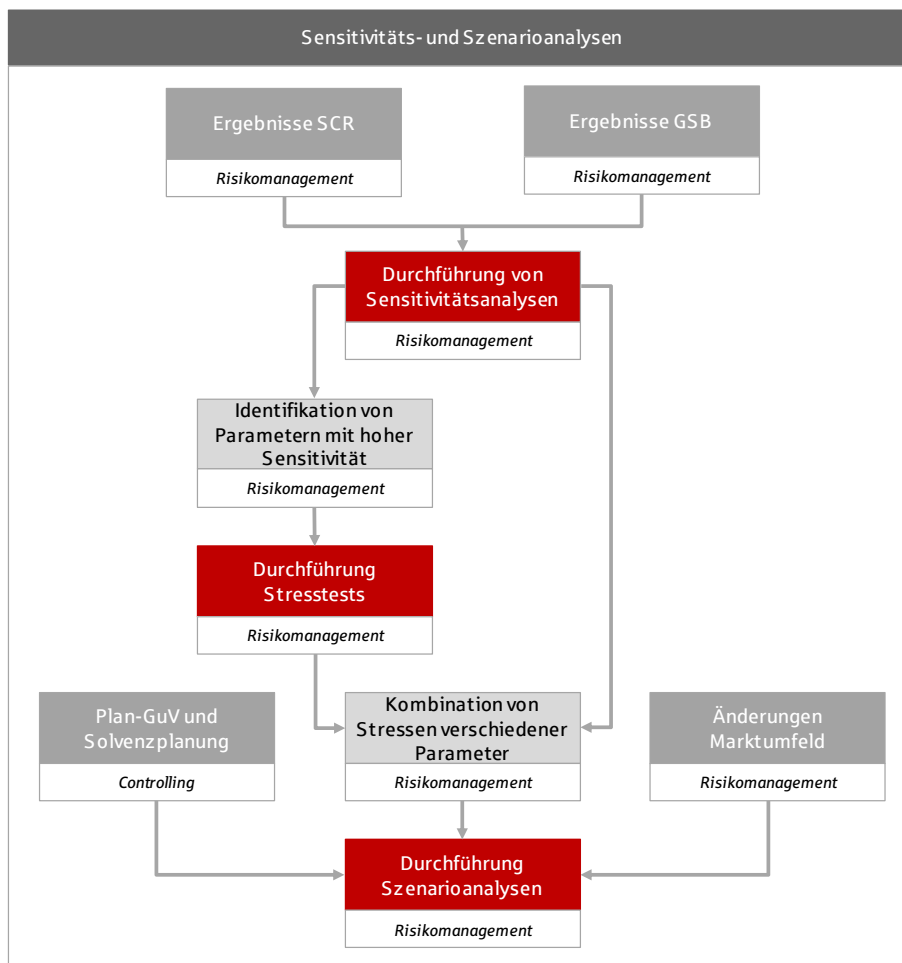 Sensitivitäts- und Szenarioanalysen
Ergebnisse SCR
Risikomanagement
Ergebnisse GSB
Risikomanagement
Durchführung von
Sensitivitätsanalysen
Risikomanagement
Identifikation von
Parametern mit hoher
Sensitivität
Risikomanagement
Durchführung
Stresstests
Risikomanagement
Plan-GuV und
Solvenzplanung
Controlling
Kombination von
Stressen verschiedener
Parameter
Risikomanagement
Änderungen
Marktumfeld
Risikomanagement
Durchführung
Szenarioanalysen
Risikomanagement